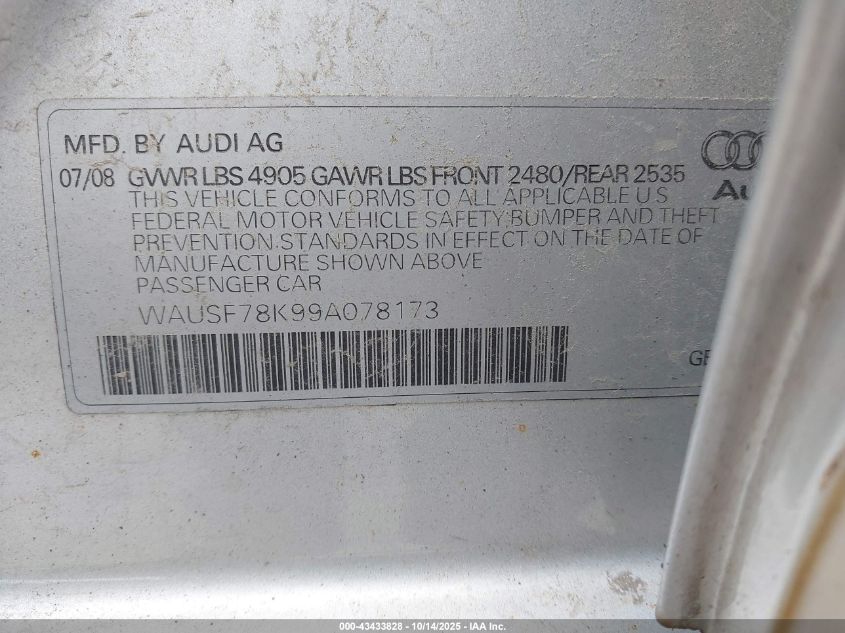 MFD. BY AUDI AG
07/08 GVWR LBS 4905 GAWR LBS FRONT 2480/REAR 2535
THIS VEHICLE CONFORMS TO ALL APPLICABLE U S
FEDERAL MOTOR VEHICLE SAFETY BUMPER AND THEFT
PREVENTION STANDARDS IN EFFECT ON THE DATE OF
MANUFACTURE SHOWN ABOVE
PASSENGER CAR
WAUSF78K99A078173
000-43433828 - 10/14/2025 - IAA Inc.